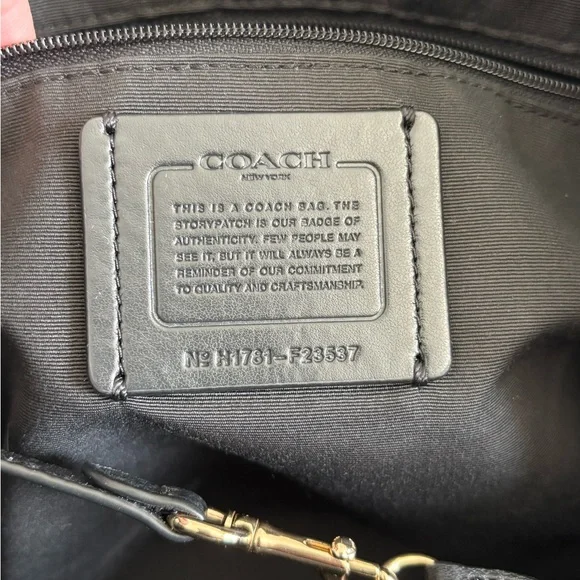 COACH
NEW YORK
THIS IS A COACH BAG. THE
STORYPATCH IS OUR BADGE OF
AUTHENTICITY. FEW PEOPLE MAY
SEE IT, BUT IT WILL ALWAYS BE A
REMINDER OF OUR COMMITMENT
TO QUALITY AND CRAFTSMANSHIP.
Nº H1781-F23537